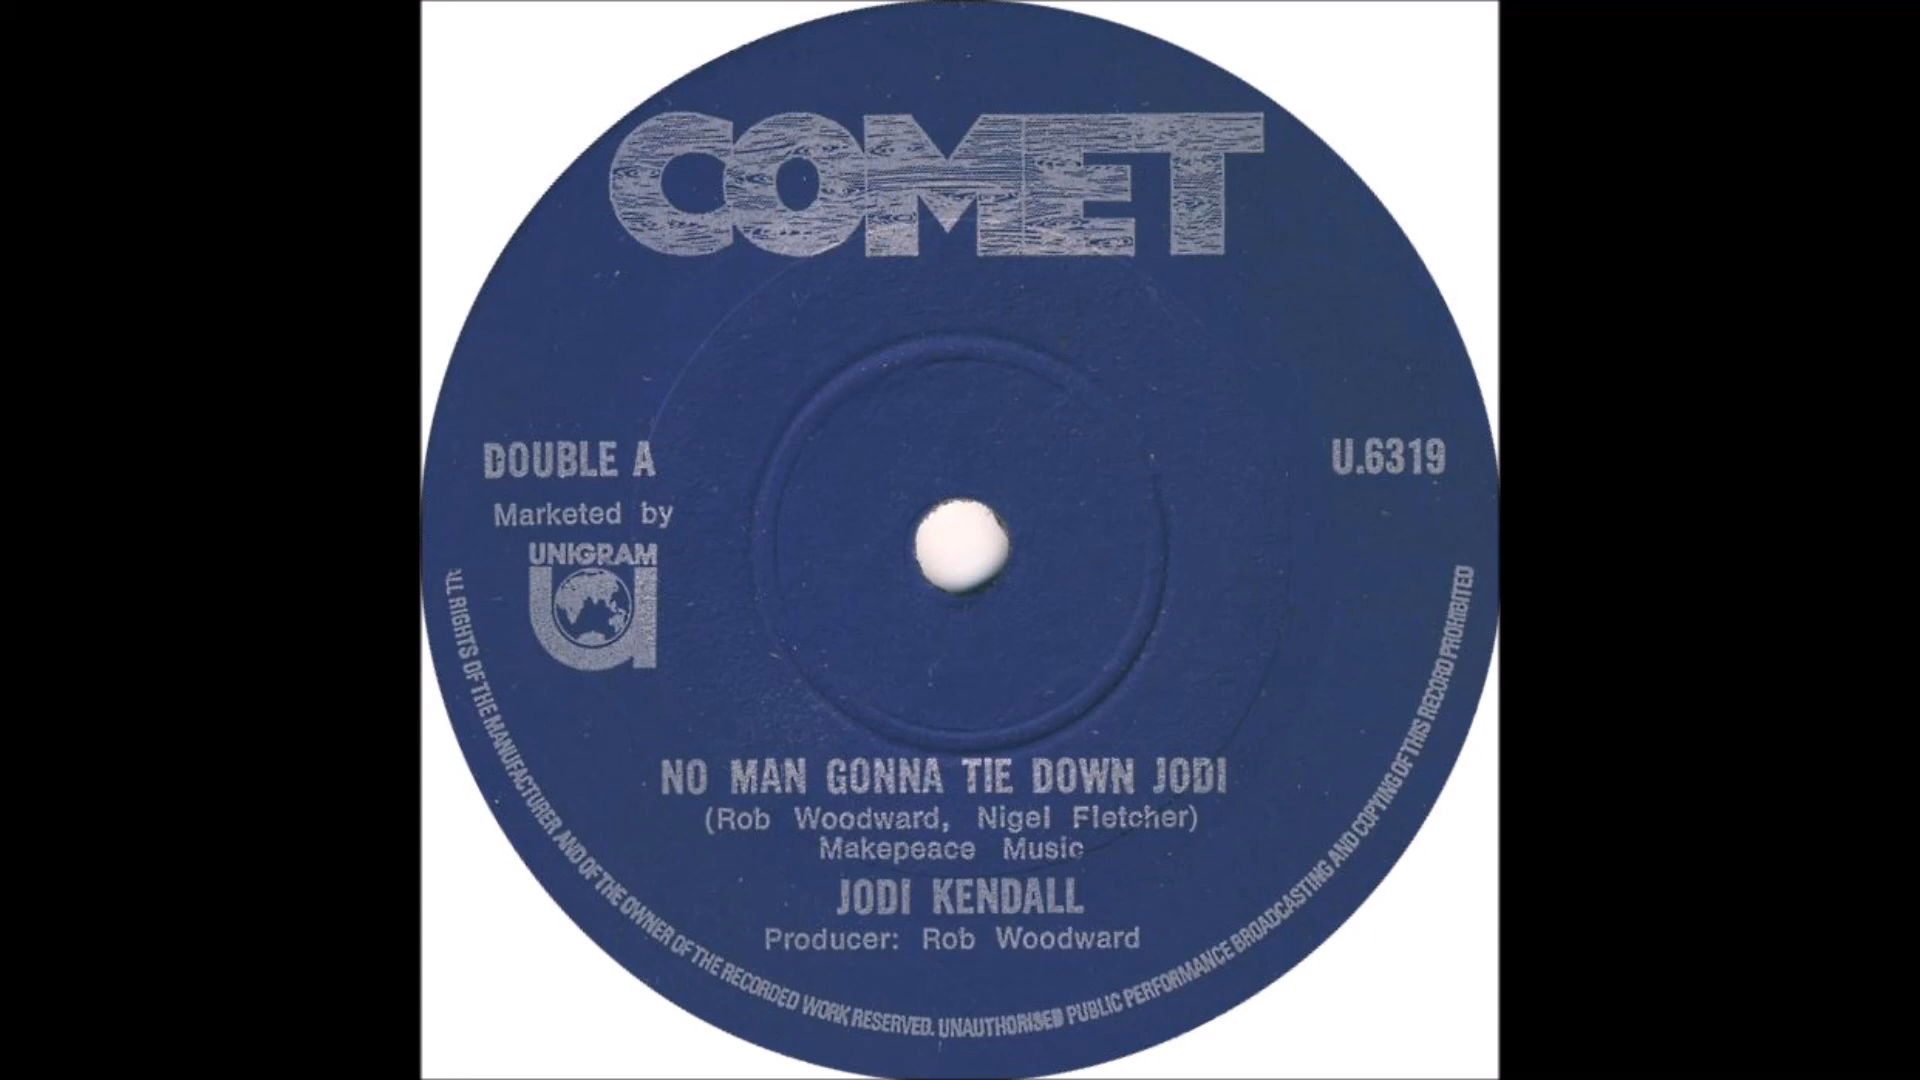 COMET
DOUBLE A
U.6319
Marketed by
UNIGRAM
NO MAN GONNA TIE DOWN JODI
(Rob Woodward, Nigel Fletcher)
Makepeace Music
JODI KENDALL
Producer: Rob Woodward
ALL RIGHTS OF THE MANUFACTURER AND OF THE OWNER OF THE RECORDED WORK RESERVED. UNAUTHORISED PUBLIC PERFORMANCE BROADCASTING AND COPYING OF THIS RECORD PROHIBITED